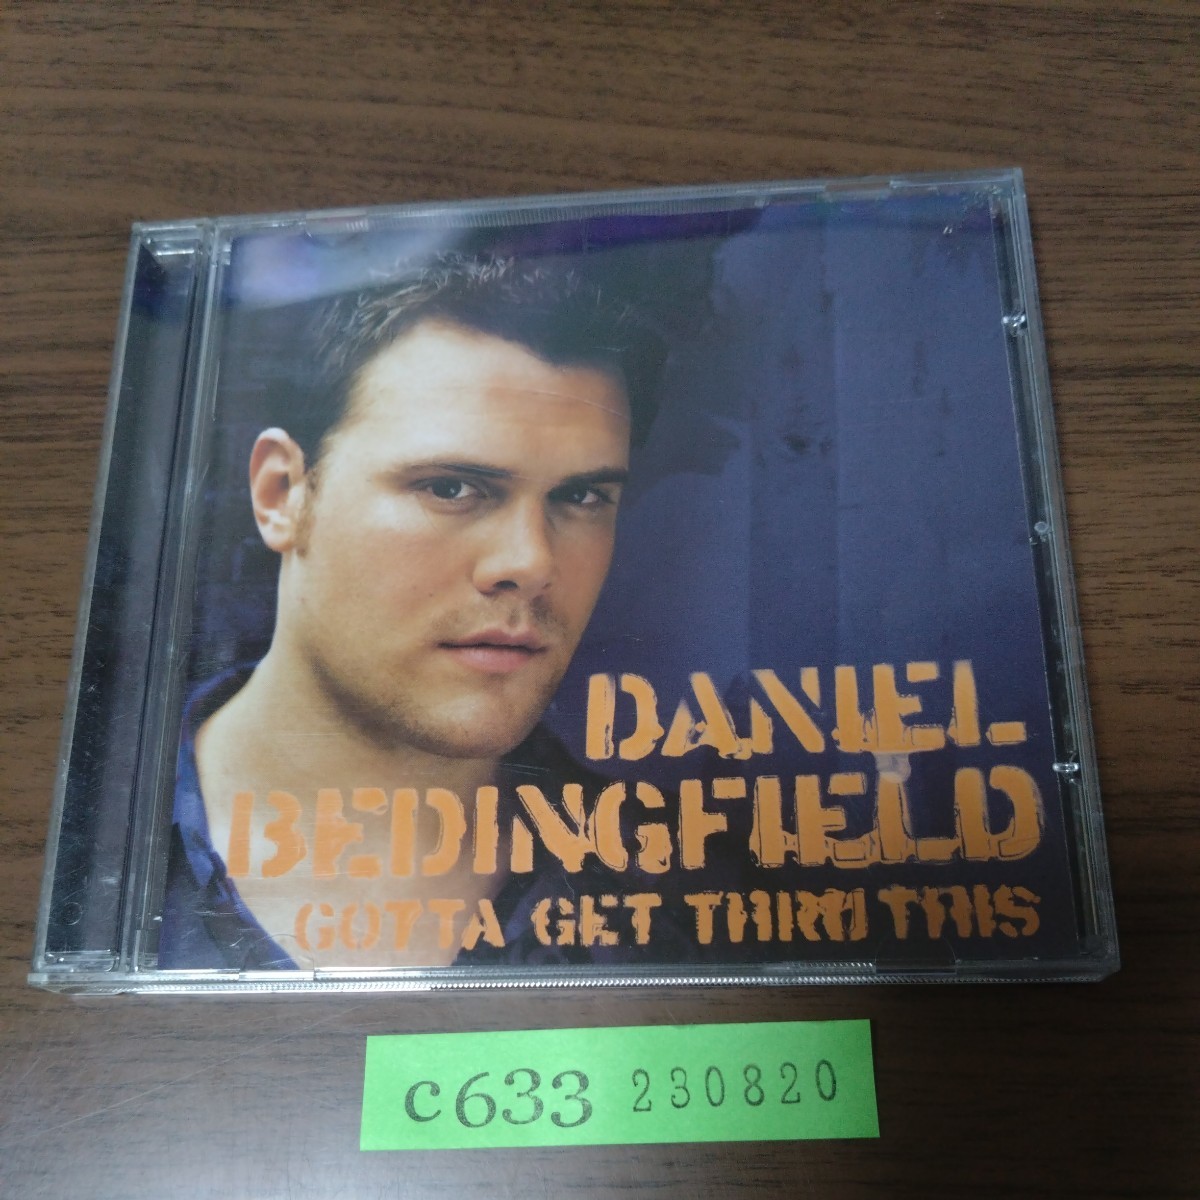 DANIEL
BEDINGFIELD
GOTTA GET THRU THIS
c633 230820